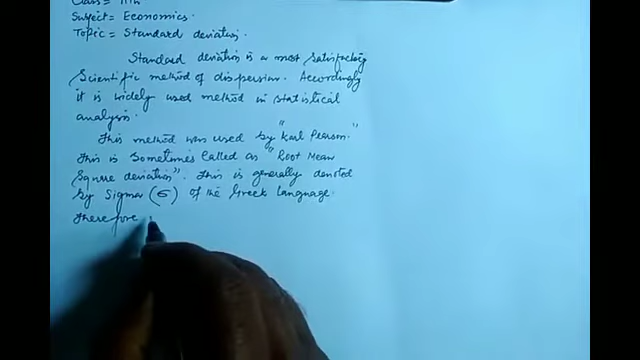 Class = 11th
Subject = Economics.
Topic = Standard deviation.
Standard deviation is a most satisfactory
Scientific method of dispersion. Accordingly
it is widely used method in statistical
analysis.
This method was used by "Karl Pearson."
This is Sometimes called as "Root Mean
Square deviation". This is generally denoted
by Sigma (σ) of the Greek Language.
Therefore